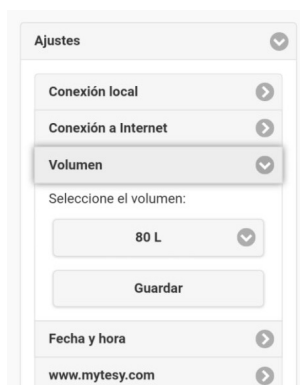 Ajustes
Conexión local
Conexión a Internet
Volumen
Seleccione el volumen:
80 L
Guardar
Fecha y hora
www.mytesy.com